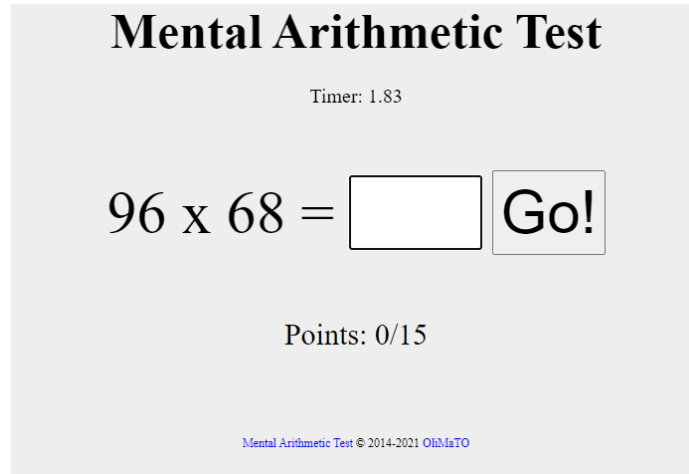 Mental Arithmetic Test
Timer: 1.83
96 x 68 = Go!
Points: 0/15
Mental Arithmetic Test © 2014-2021 OliMaTO